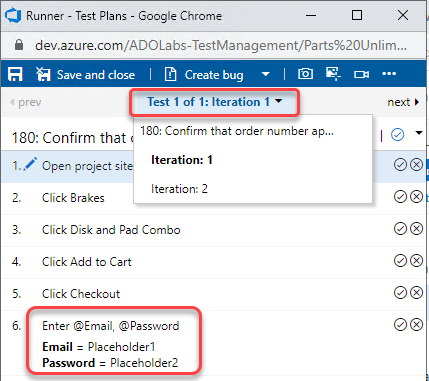 Runner - Test Plans - Google Chrome
dev.azure.com/ADOLabs-TestManagement/Parts%20Unlim...
Save and close
Create bug
prev
Test 1 of 1: Iteration 1
next
180: Confirm that o
180: Confirm that order number ap...
Iteration: 1
Iteration: 2
1. Open project site
2. Click Brakes
3. Click Disk and Pad Combo
4. Click Add to Cart
5. Click Checkout
6. Enter @Email, @Password
Email = Placeholder1
Password = Placeholder2